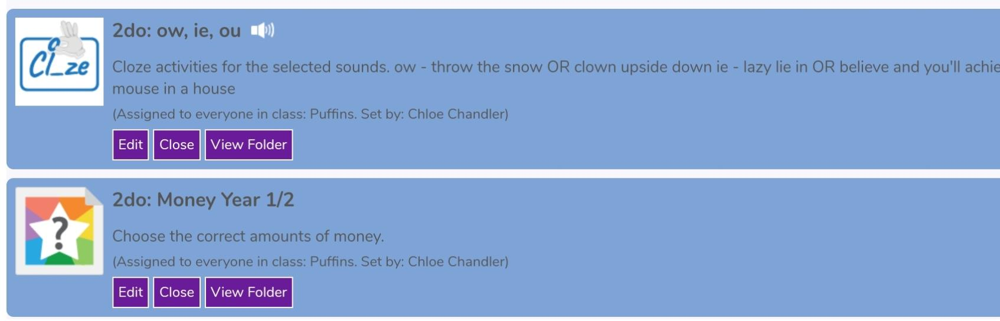 Cl_ze
2do: ow, ie, ou
Cloze activities for the selected sounds. ow - throw the snow OR clown upside down ie - lazy lie in OR believe and you'll
mouse in a house
(Assigned to everyone in class: Puffins. Set by: Chloe Chandler)
Edit Close View Folder
?
2do: Money Year 1/2
Choose the correct amounts of money.
(Assigned to everyone in class: Puffins. Set by: Chloe Chandler)
Edit Close View Folder